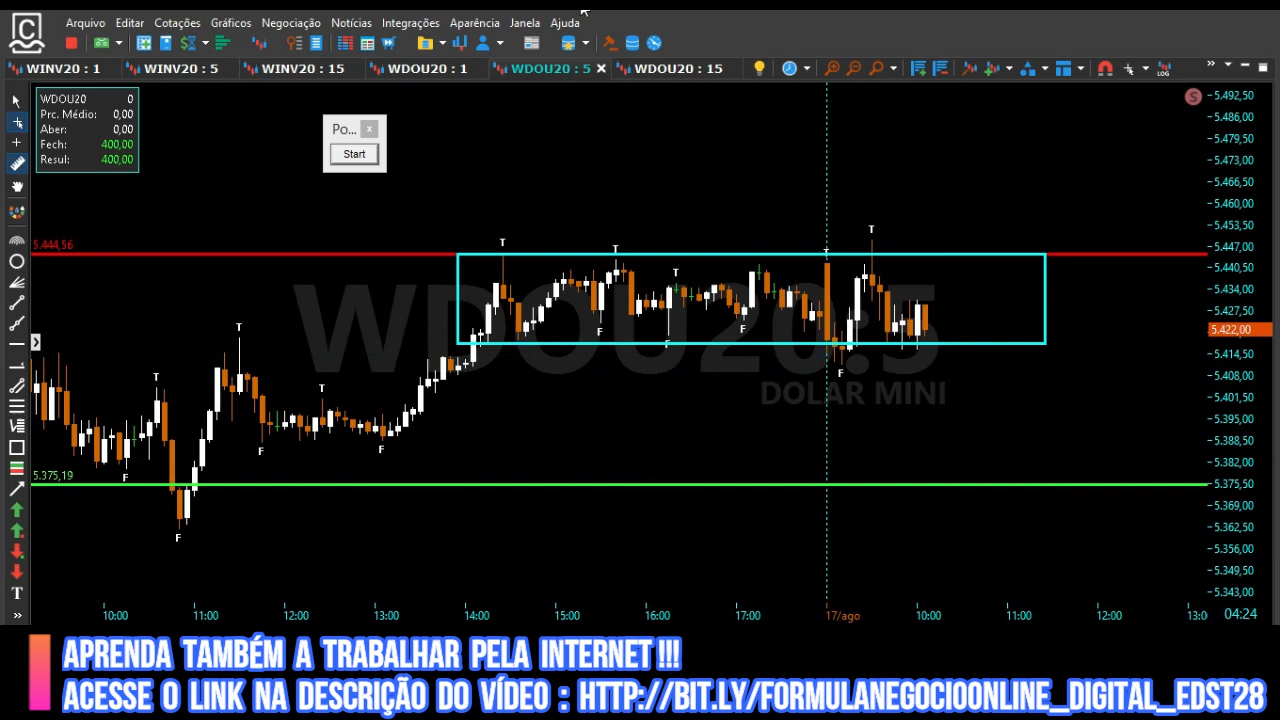 Arquivo Editar Cotações Gráficos Negociação Notícias Integrações Aparência Janela Ajuda
WINV20 : 1 WINV20 : 5 WINV20 : 15 WDOU20 : 1 WDOU20 : 5 WDOU20 : 15
LOG
WDOU20 0
Prc. Médio: 0,00
Aber: 0,00
Fech: 400,00
Resul: 400,00
Po... x
Start
S
5.492,50
5.486,00
5.479,50
5.473,00
5.466,50
5.460,00
5.453,50
5.447,00
5.440,50
5.434,00
5.427,50
5.422,00
5.414,50
5.408,00
5.401,50
5.395,00
5.388,50
5.382,00
5.375,50
5.369,00
5.362,50
5.356,00
5.349,50
5.343,00
5.444,56
5.375,19
WDOU20:5
DOLAR MINI
T T T T T T T T
F F F F F F F F
10:00 11:00 12:00 13:00 14:00 15:00 16:00 17:00 17/ago 10:00 11:00 12:00 13:0 04:24
APRENDA TAMBÉM A TRABALHAR PELA INTERNET !!!
ACESSE O LINK NA DESCRIÇÃO DO VÍDEO : HTTP://BIT.LY/FORMULANEGOCIOONLINE_DIGITAL_EDST28